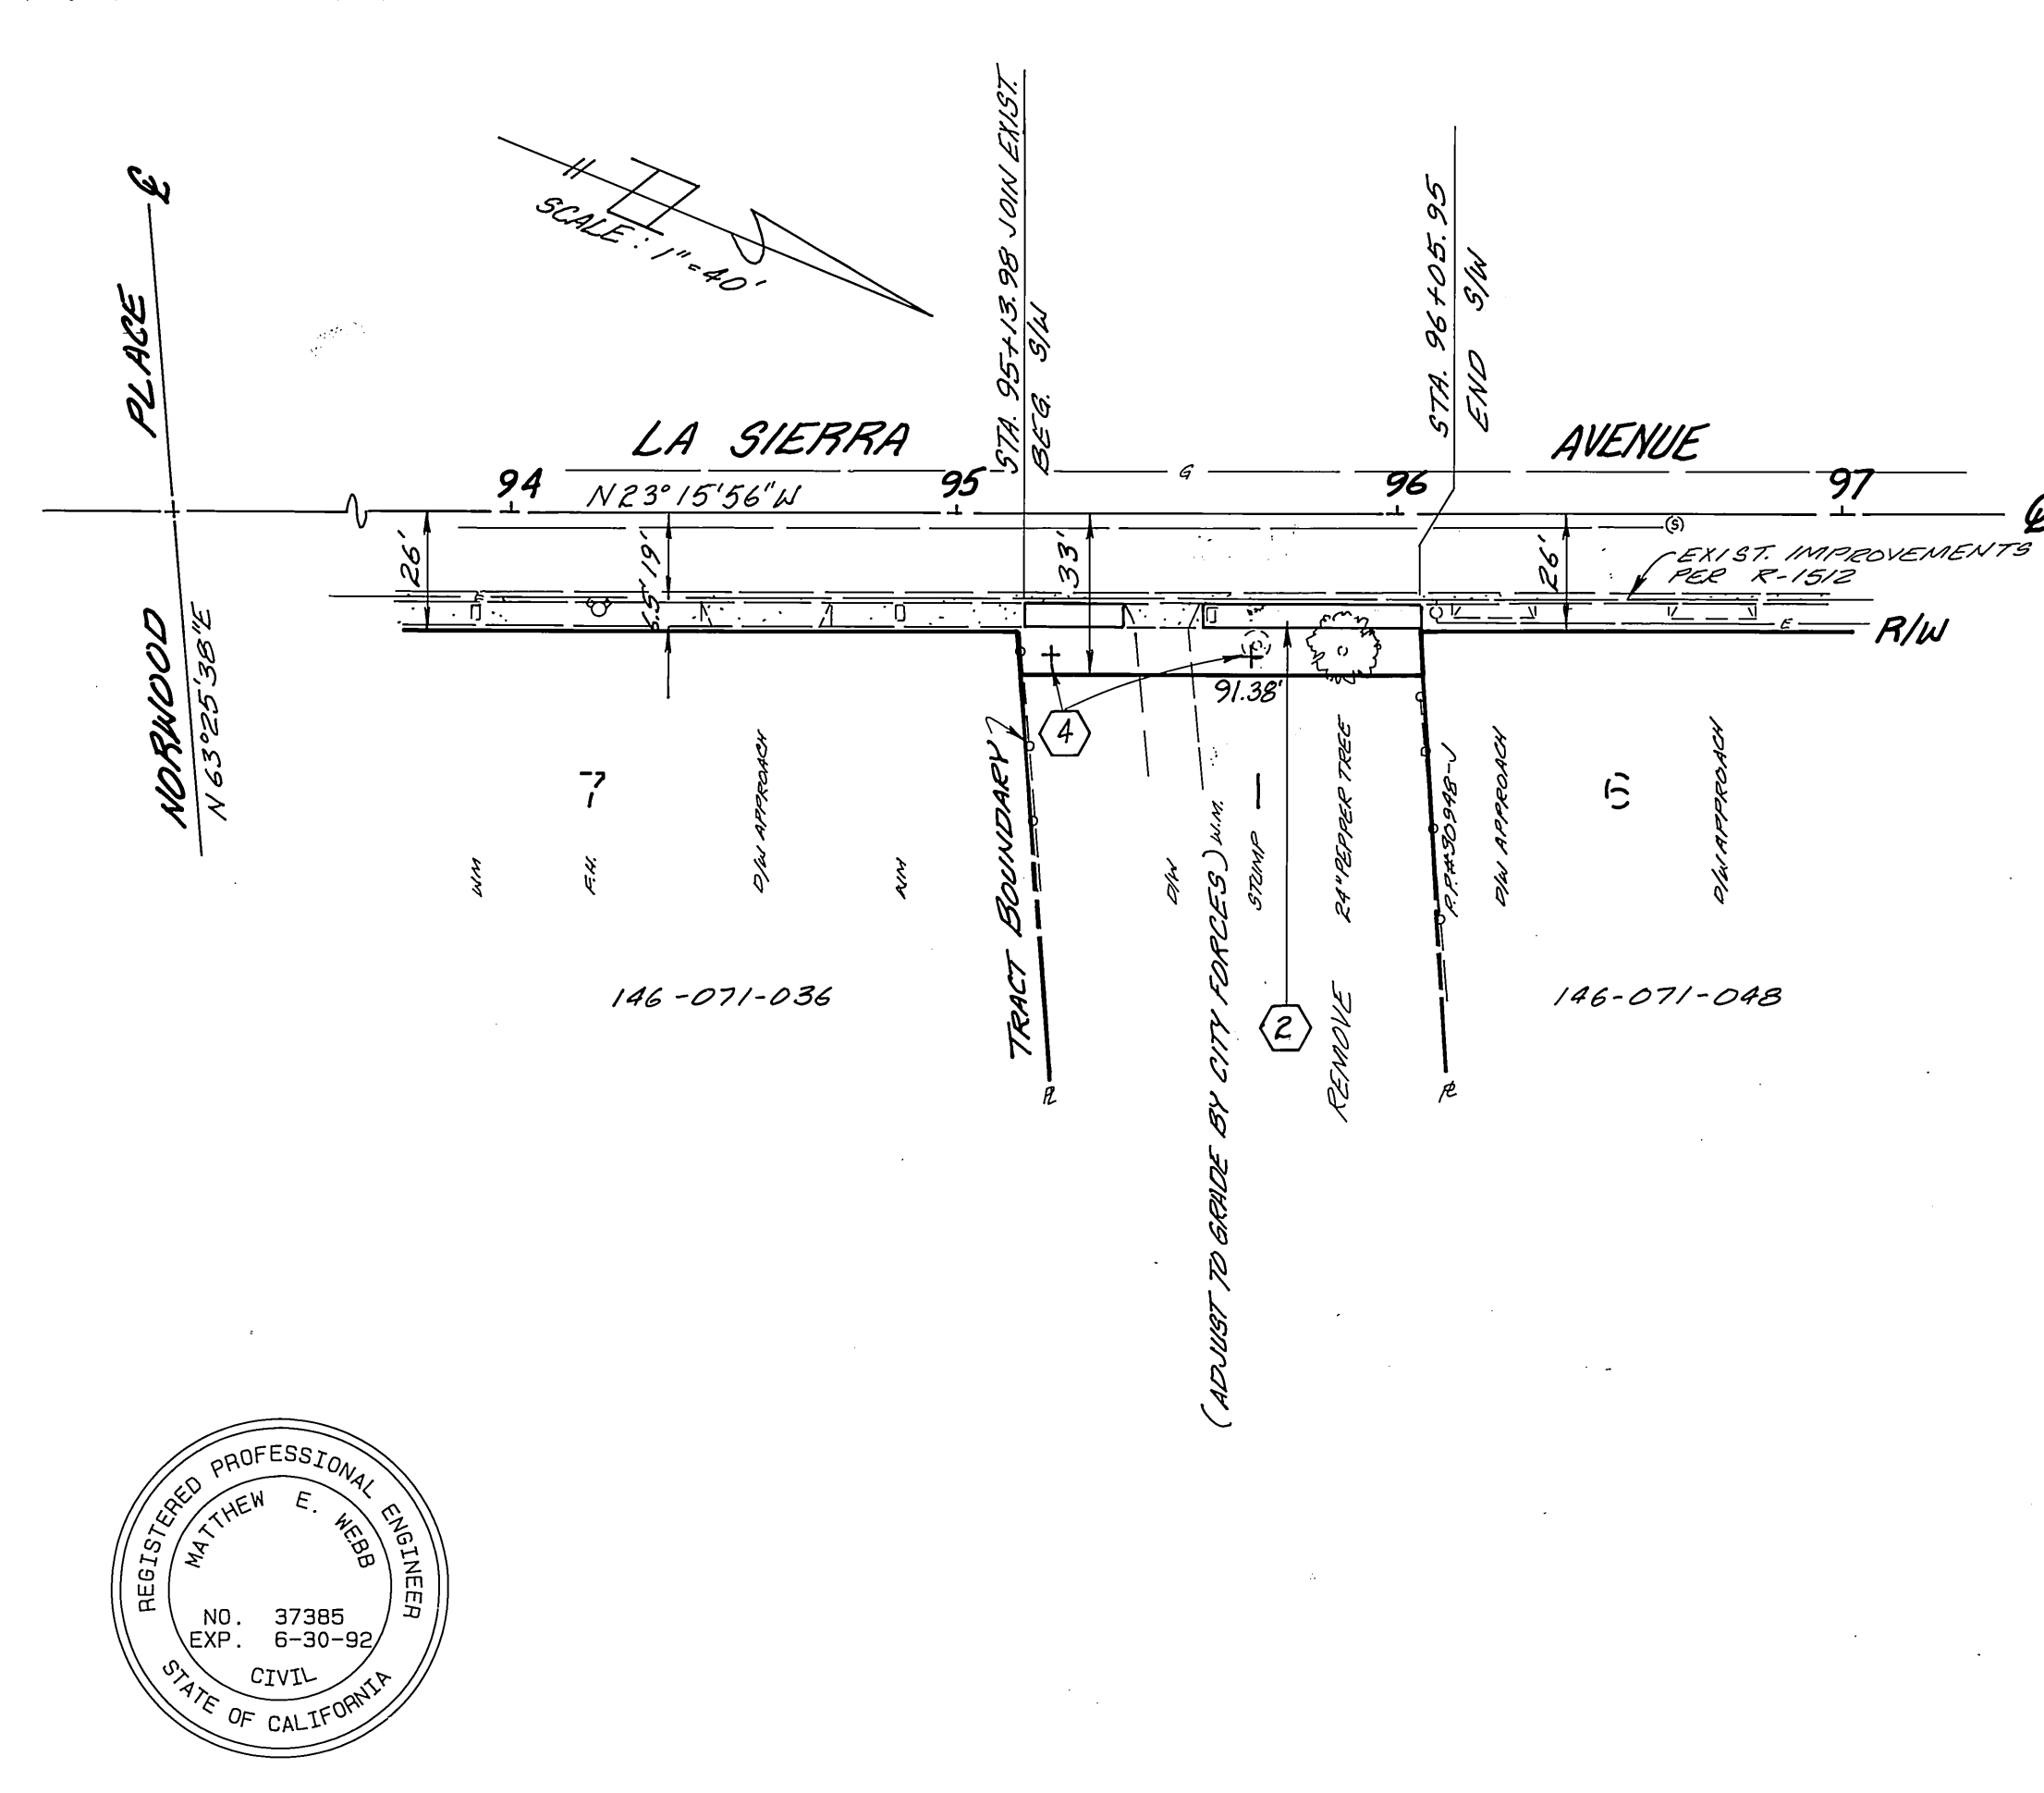 SCALE: 1"=40'
PLACE
NORWOOD
N 63°25'38"E
STA. 95+13.98 JOIN EXIST.
BEG. S/W
STA. 96+05.95
END S/W
LA SIERRA
AVENUE
G
94
N 23°15'56"W
95
96
97
26'
19'
5.5'
33'
26'
S
EXIST. IMPROVEMENTS
PER R-1512
E
E
R/W
91.38'
4
2
WM
F.H.
D/W APPROACH
WM
TRACT BOUNDARY
D/W
(ADJUST TO GRADE BY CITY FORCES) W.M.
STUMP
REMOVE 24" PEPPER TREE
P.P.#309948-J
D/W APPROACH
D/W APPROACH
146-071-036
146-071-048
REGISTERED PROFESSIONAL ENGINEER
MATTHEW E. WEBB
NO. 37385
EXP. 6-30-92
CIVIL
STATE OF CALIFORNIA